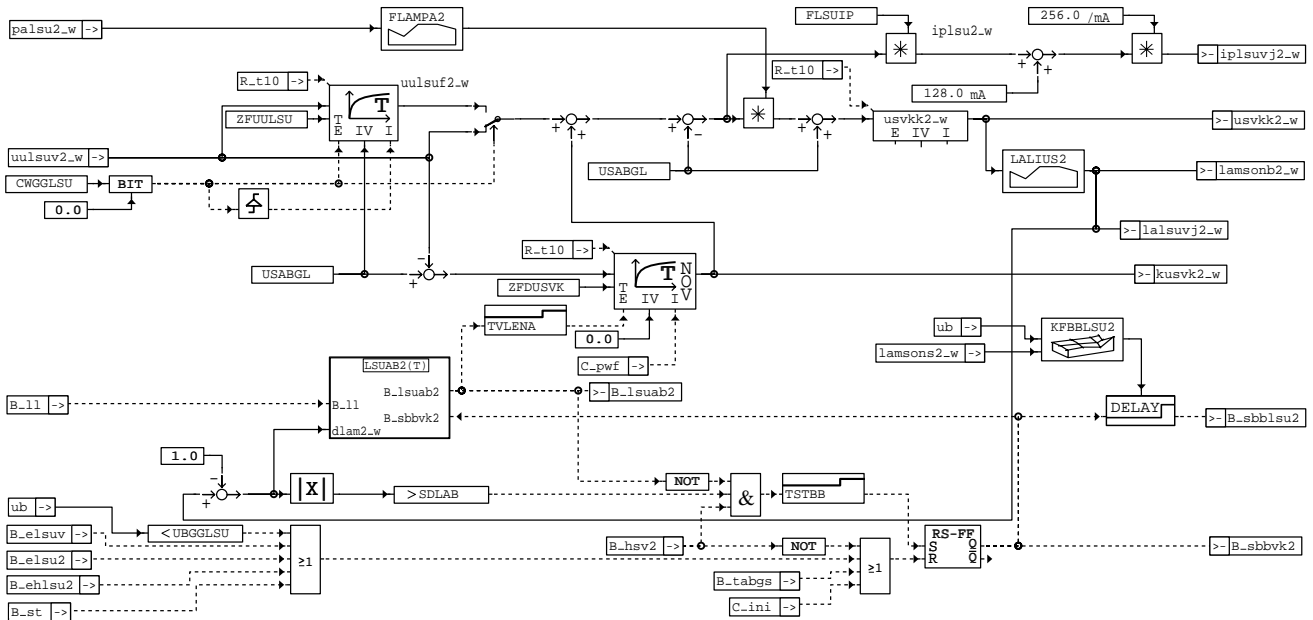 FLAMPA2
palsu2_w ->
FLSUIP
iplsu2_w
256.0 /mA
>- iplsuvj2_w
128.0 mA
R_t10 ->
uulsuf2_w
R_t10 ->
T
ZFUULSU
T
E IV I
usvkk2_w
E IV I
>- usvkk2_w
uulsuv2_w ->
CWGGLSU
BIT
0.0
USABGL
LALIUS2
>- lamsonb2_w
>- lalsuvj2_w
R_t10 ->
USABGL
T
N
O
V
ZFDUSVK
T
E IV I
>- kusvk2_w
TVLENA
0.0
C_pwf ->
ub ->
KFBBLSU2
lamsons2_w ->
LSUAB2(T)
B_lsuab2
>- B_lsuab2
B_ll ->
B_ll
B_sbbvk2
dlam2_w
DELAY
>- B_sbblsu2
1.0
|X|
>SDLAB
NOT
&
TSTBB
ub ->
<UBGGLSU
B_elsuv ->
B_elsu2 ->
B_ehlsu2 ->
B_st ->
≥1
B_hsv2 ->
NOT
≥1
B_tabgs ->
C_ini ->
RS-FF
S Q
R Q
>- B_sbbvk2
+
+
+
−
+
+
+
+
−
+
−
+